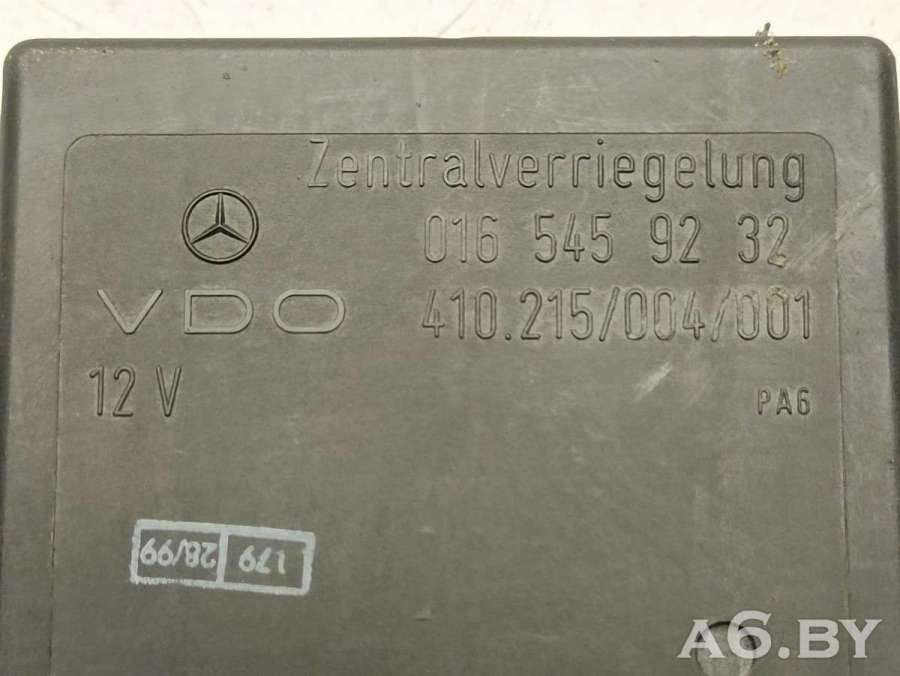 Zentralverriegelung
016 545 92 32
VDO 410.215/004/001
12 V PA6
179 28/99
A6.BY